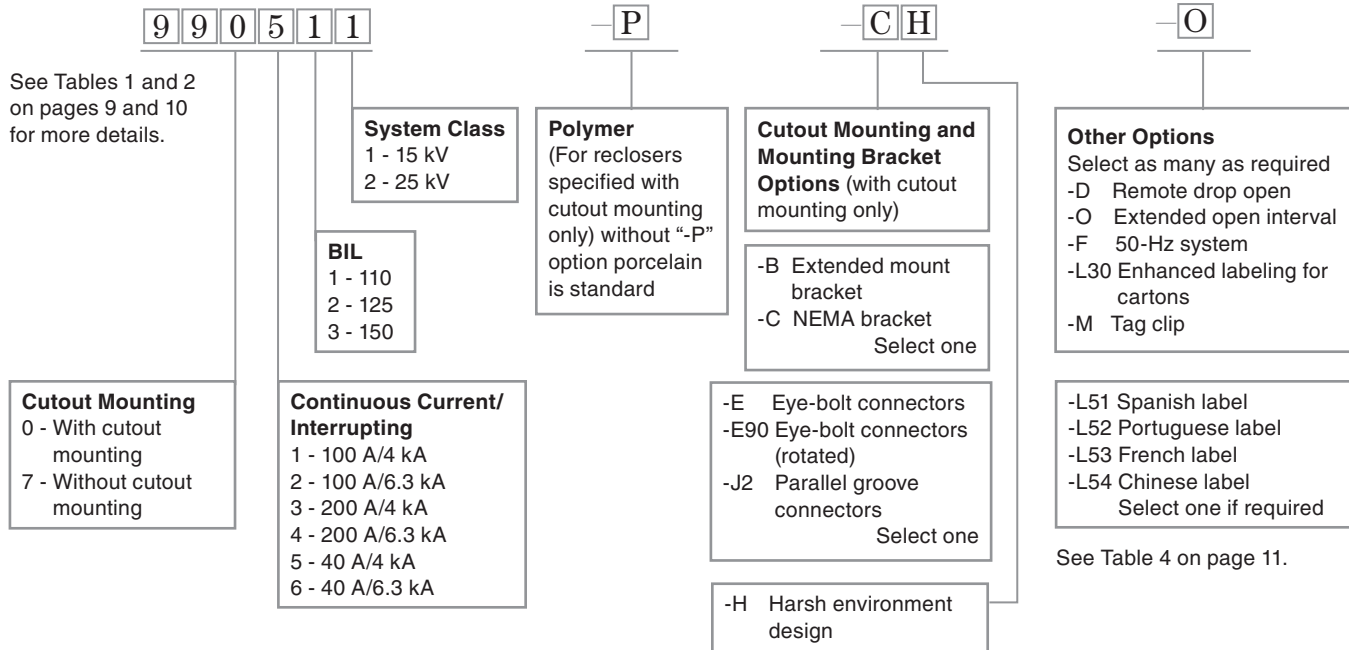 990511
-P
-CH
-O
See Tables 1 and 2
on pages 9 and 10
for more details.
System Class
1 - 15 kV
2 - 25 kV
BIL
1 - 110
2 - 125
3 - 150
Cutout Mounting
0 - With cutout
mounting
7 - Without cutout
mounting
Continuous Current/
Interrupting
1 - 100 A/4 kA
2 - 100 A/6.3 kA
3 - 200 A/4 kA
4 - 200 A/6.3 kA
5 - 40 A/4 kA
6 - 40 A/6.3 kA
Polymer
(For reclosers
specified with
cutout mounting
only) without “-P”
option porcelain
is standard
Cutout Mounting and
Mounting Bracket
Options (with cutout
mounting only)
-B Extended mount
bracket
-C NEMA bracket
Select one
-E Eye-bolt connectors
-E90 Eye-bolt connectors
(rotated)
-J2 Parallel groove
connectors
Select one
-H Harsh environment
design
Other Options
Select as many as required
-D Remote drop open
-O Extended open interval
-F 50-Hz system
-L30 Enhanced labeling for
cartons
-M Tag clip
-L51 Spanish label
-L52 Portuguese label
-L53 French label
-L54 Chinese label
Select one if required
See Table 4 on page 11.